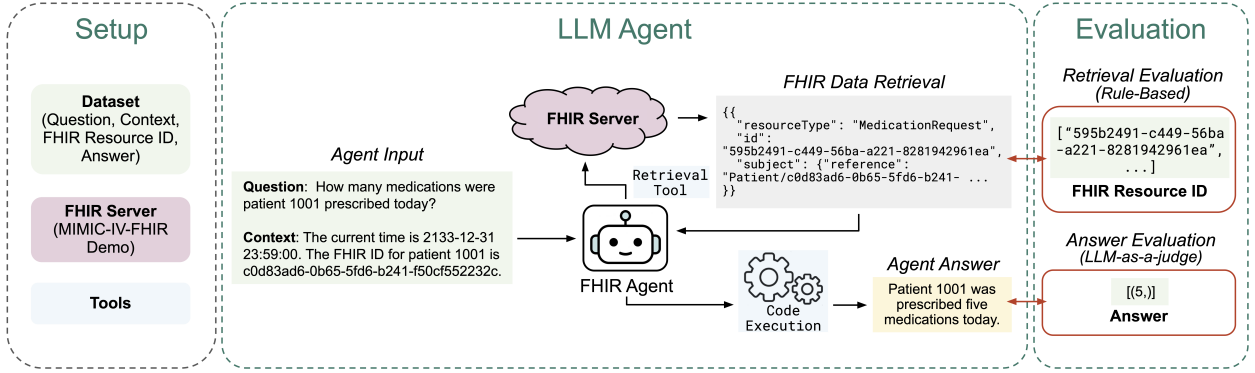 Setup
Dataset
(Question, Context,
FHIR Resource ID,
Answer)
FHIR Server
(MIMIC-IV-FHIR
Demo)
Tools
LLM Agent
Agent Input
Question: How many medications were
patient 1001 prescribed today?
Context: The current time is 2133-12-31
23:59:00. The FHIR ID for patient 1001 is
c0d83ad6-0b65-5fd6-b241-f50cf552232c.
FHIR Server
Retrieval
Tool
FHIR Agent
FHIR Data Retrieval
{{
"resourceType": "MedicationRequest",
"id":
"595b2491-c449-56ba-a221-8281942961ea",
"subject": {"reference":
"Patient/c0d83ad6-0b65-5fd6-b241- ...
}}
Code
Execution
Agent Answer
Patient 1001 was
prescribed five
medications today.
Evaluation
Retrieval Evaluation
(Rule-Based)
["595b2491-c449-56ba
-a221-8281942961ea",
...]
FHIR Resource ID
Answer Evaluation
(LLM-as-a-judge)
[(5,)]
Answer